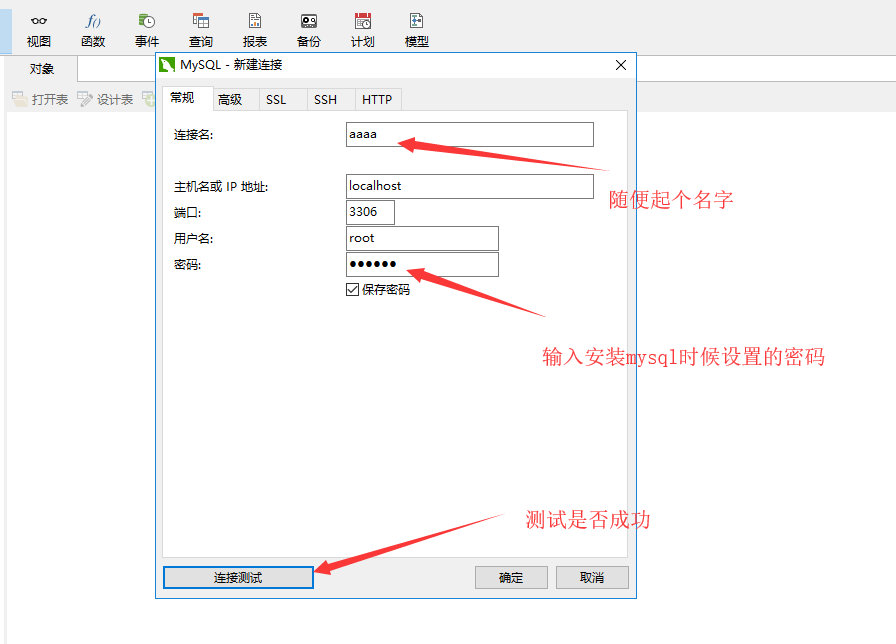 视图 函数 事件 查询 报表 备份 计划 模型
对象
打开表 设计表
MySQL - 新建连接
常规 高级 SSL SSH HTTP
连接名: aaaa
主机名或 IP 地址: localhost
随便起个名字
端口: 3306
用户名: root
密码: ●●●●●●
保存密码
输入安装mysql时候设置的密码
测试是否成功
连接测试 确定 取消